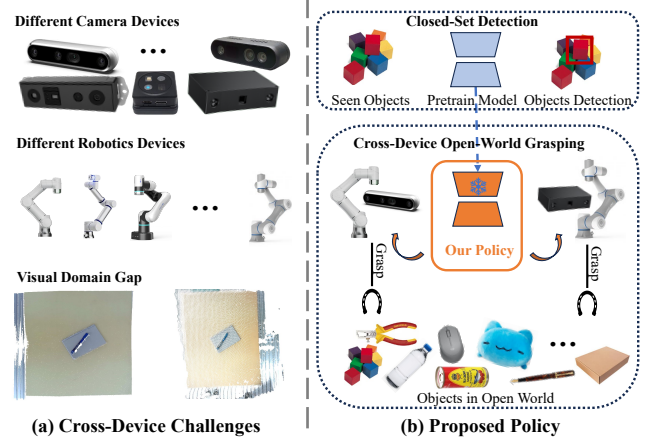 Different Camera Devices
Different Robotics Devices
Visual Domain Gap
(a) Cross-Device Challenges
Closed-Set Detection
Seen Objects
Pretrain Model
Objects Detection
Cross-Device Open-World Grasping
Our Policy
Grasp
Grasp
Objects in Open World
(b) Proposed Policy